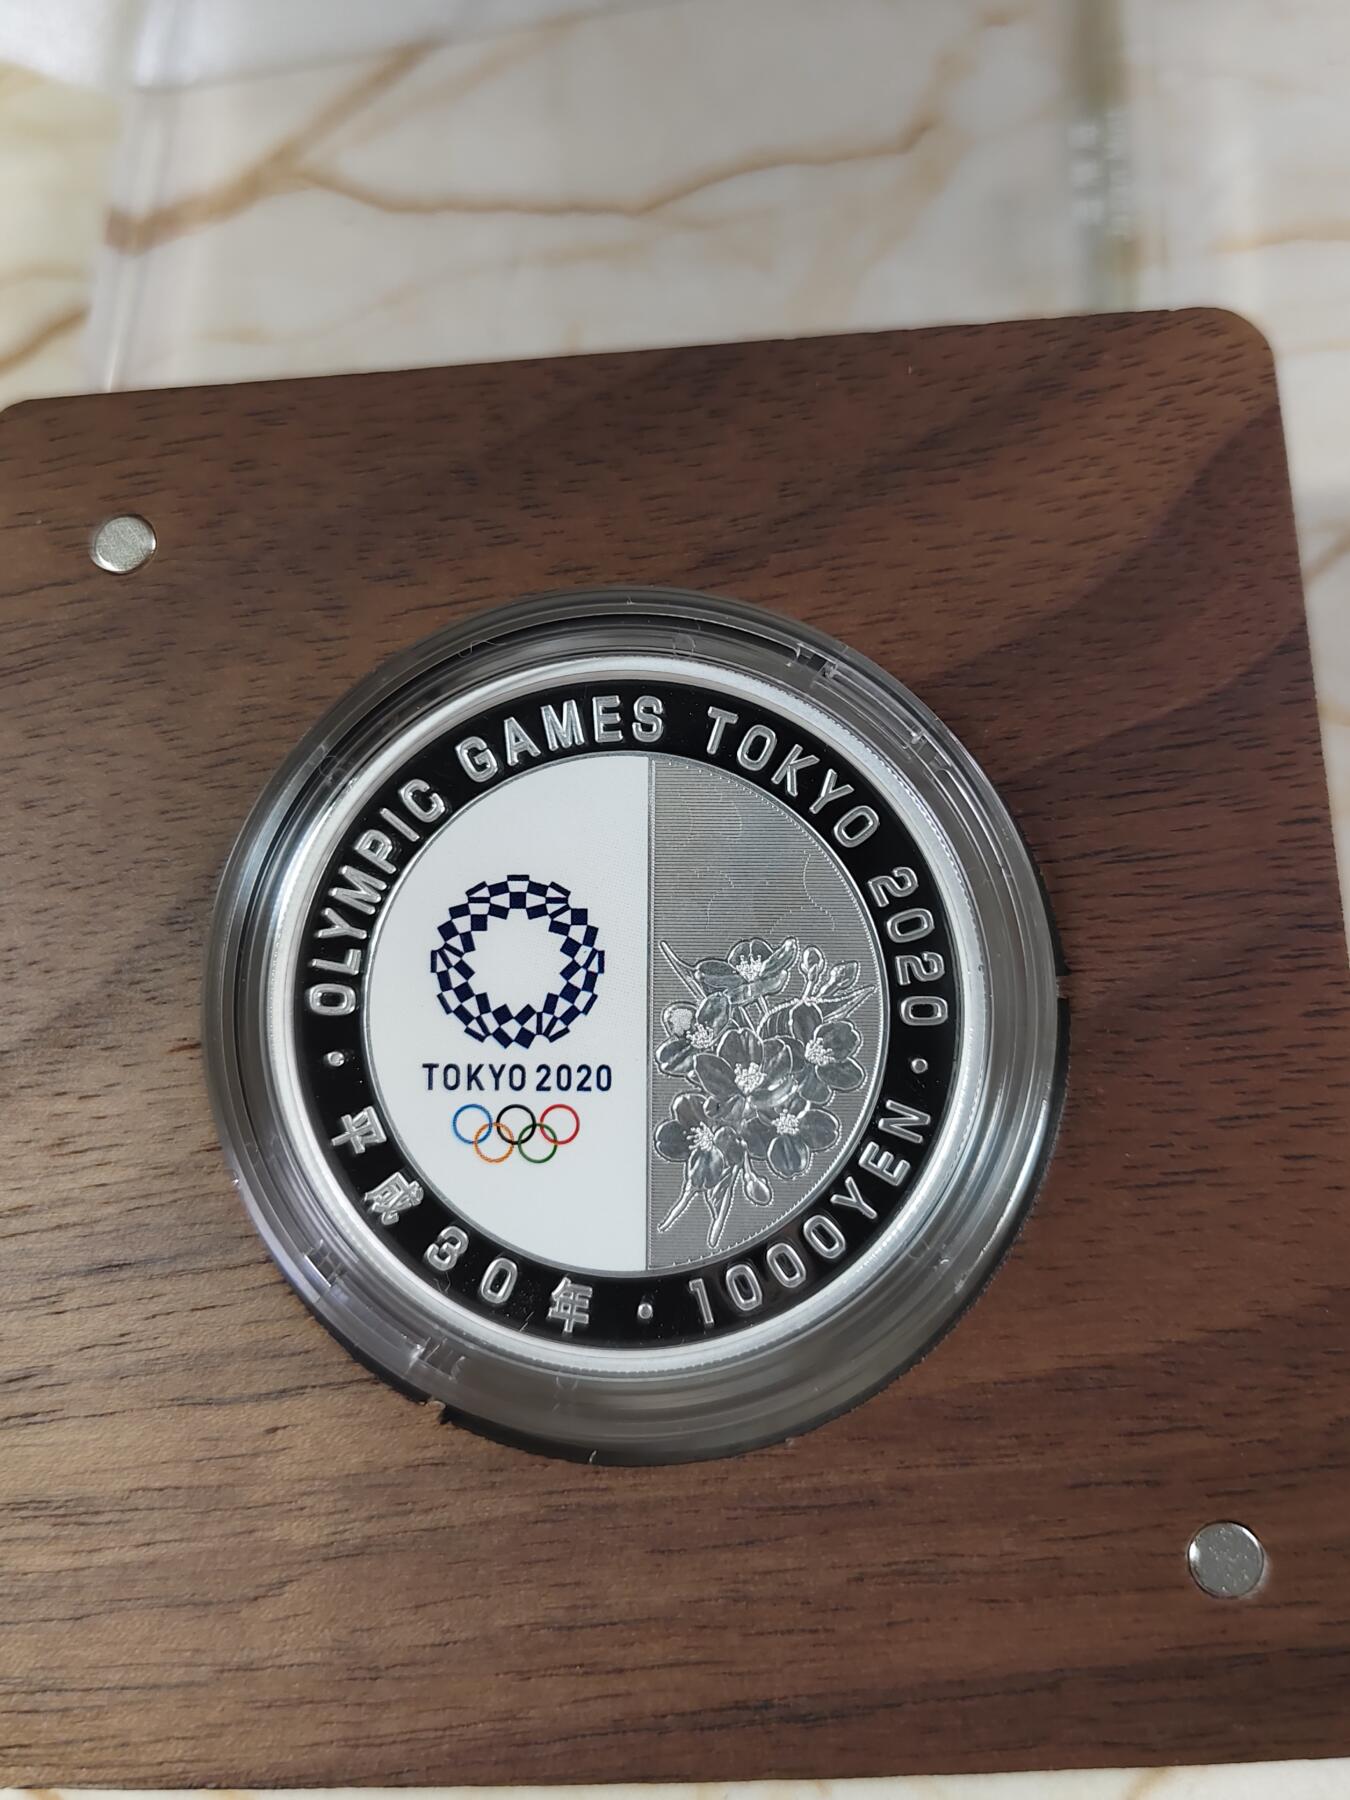 OLYMPIC GAMES TOKYO 2020
TOKYO 2020
平成30年・1000YEN